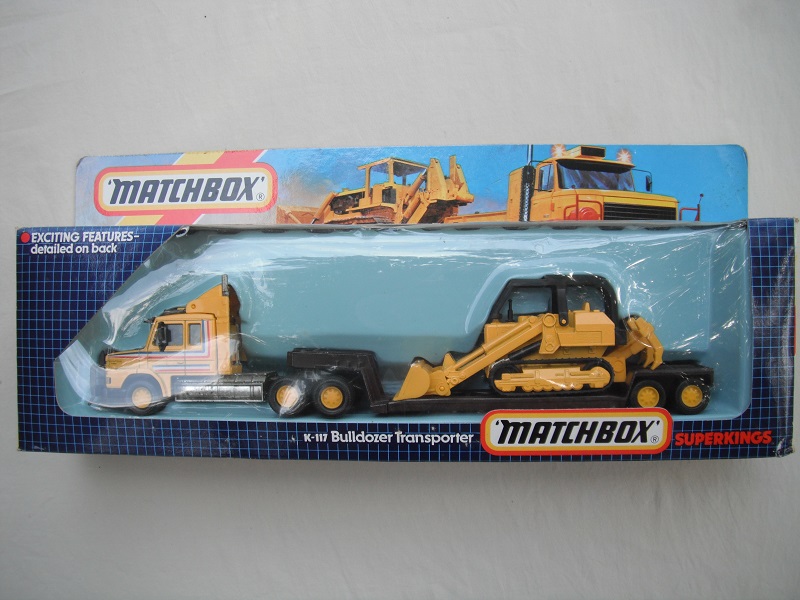 'MATCHBOX'®
EXCITING FEATURES-
detailed on back
K-117 Bulldozer Transporter
'MATCHBOX'®
SUPERKINGS